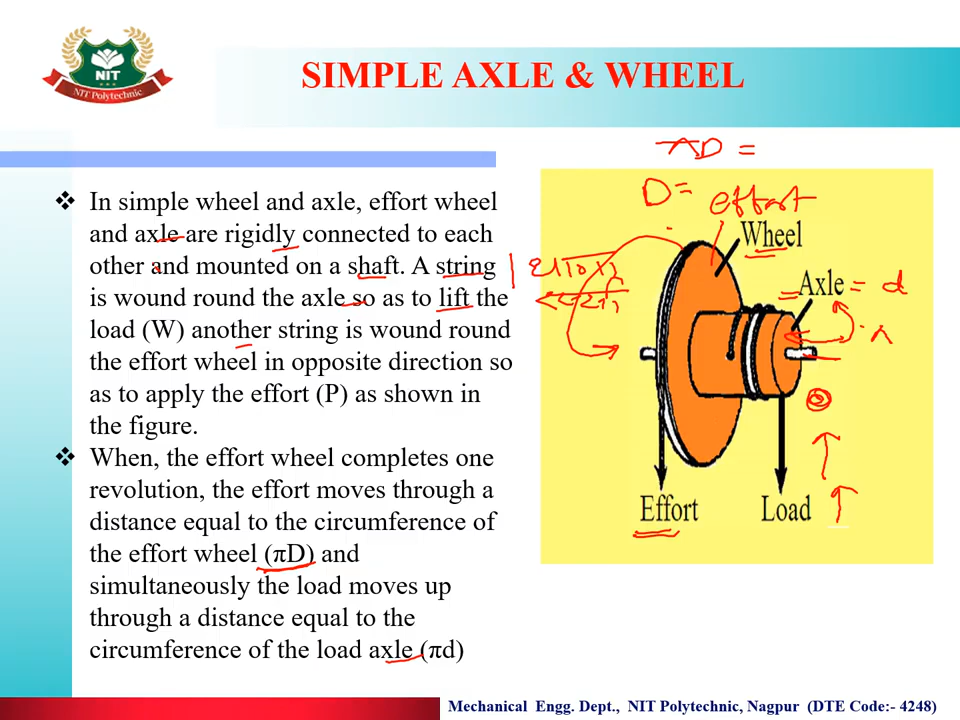 NIT
NIT Polytechnic
SIMPLE AXLE & WHEEL
πD =
D =
effort
Wheel
Axle = d
Effort
Load
❖ In simple wheel and axle, effort wheel
and axle are rigidly connected to each
other and mounted on a shaft. A string
is wound round the axle so as to lift the
load (W) another string is wound round
the effort wheel in opposite direction so
as to apply the effort (P) as shown in
the figure.
❖ When, the effort wheel completes one
revolution, the effort moves through a
distance equal to the circumference of
the effort wheel (πD) and
simultaneously the load moves up
through a distance equal to the
circumference of the load axle (πd)
Mechanical Engg. Dept., NIT Polytechnic, Nagpur (DTE Code:- 4248)